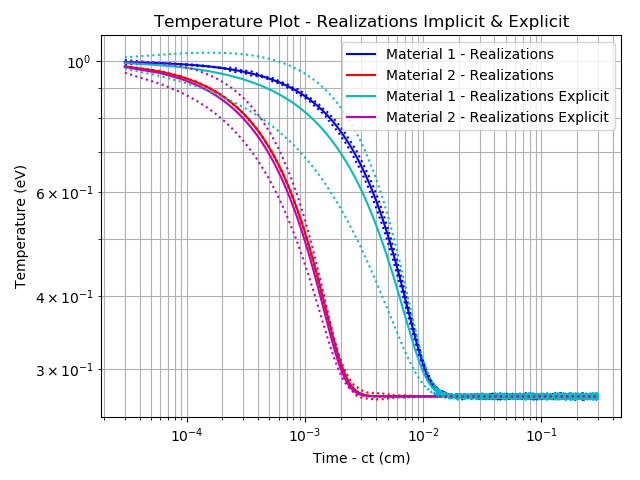 Temperature Plot - Realizations Implicit & Explicit
Material 1 - Realizations
Material 2 - Realizations
Material 1 - Realizations Explicit
Material 2 - Realizations Explicit
Temperature (eV)
10⁰
6 × 10⁻¹
4 × 10⁻¹
3 × 10⁻¹
10⁻⁴
10⁻³
10⁻²
10⁻¹
Time - ct (cm)